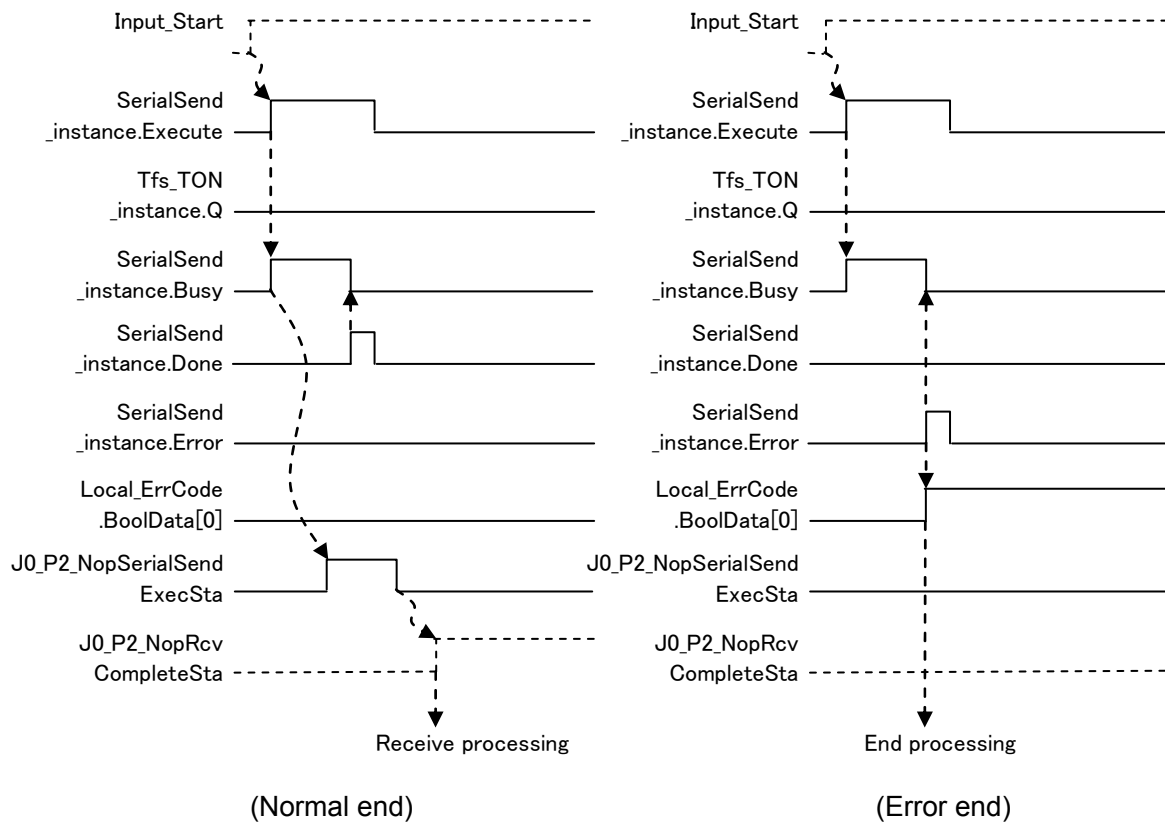 Input_Start
SerialSend
_instance.Execute
Tfs_TON
_instance.Q
SerialSend
_instance.Busy
SerialSend
_instance.Done
SerialSend
_instance.Error
Local_ErrCode
.BoolData[0]
J0_P2_NopSerialSend
ExecSta
J0_P2_NopRcv
CompleteSta
Receive processing
(Normal end)
Input_Start
SerialSend
_instance.Execute
Tfs_TON
_instance.Q
SerialSend
_instance.Busy
SerialSend
_instance.Done
SerialSend
_instance.Error
Local_ErrCode
.BoolData[0]
J0_P2_NopSerialSend
ExecSta
J0_P2_NopRcv
CompleteSta
End processing
(Error end)